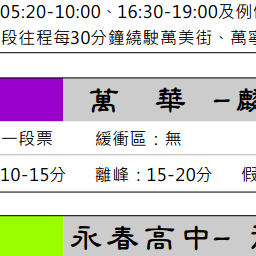 05:20-10:00、16:30-19:00及例
段往程每30分鐘繞駛萬美街、萬寧
萬 華 -麟
一段票 緩衝區：無
10-15分 離峰：15-20分 假
永春高中-